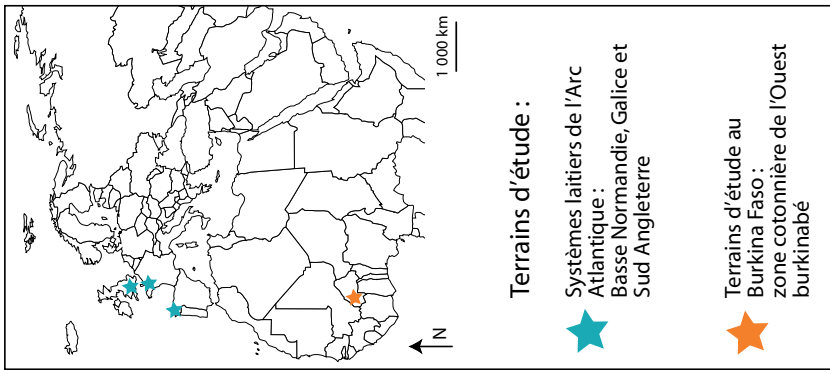 1 000 km
N
Terrains d'étude :
Systèmes laitiers de l'Arc
Atlantique :
Basse Normandie, Galice et
Sud Angleterre
Terrains d'étude au
Burkina Faso :
zone cotonnière de l'Ouest
burkinabé